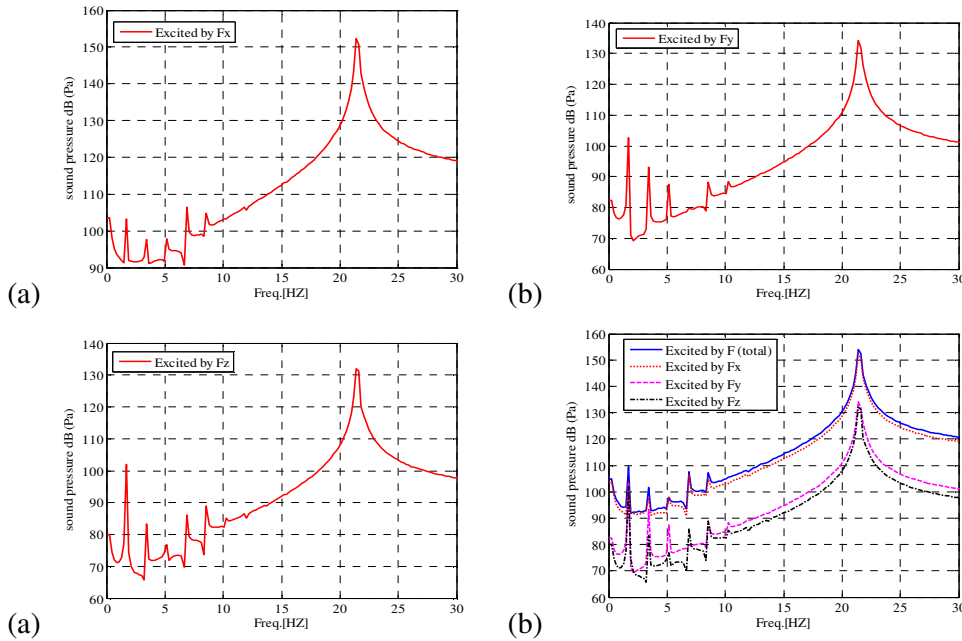 160
150
140
130
120
110
100
90
0 5 10 15 20 25 30
Freq.[HZ]
sound pressure dB (Pa)
Excited by Fx
(a)
140
130
120
110
100
90
80
70
60
0 5 10 15 20 25 30
Freq.[HZ]
sound pressure dB (Pa)
Excited by Fy
(b)
140
130
120
110
100
90
80
70
60
0 5 10 15 20 25 30
Freq.[HZ]
sound pressure dB (Pa)
Excited by Fz
(a)
160
150
140
130
120
110
100
90
80
70
60
0 5 10 15 20 25 30
Freq.[HZ]
sound pressure dB (Pa)
Excited by F (total)
Excited by Fx
Excited by Fy
Excited by Fz
(b)